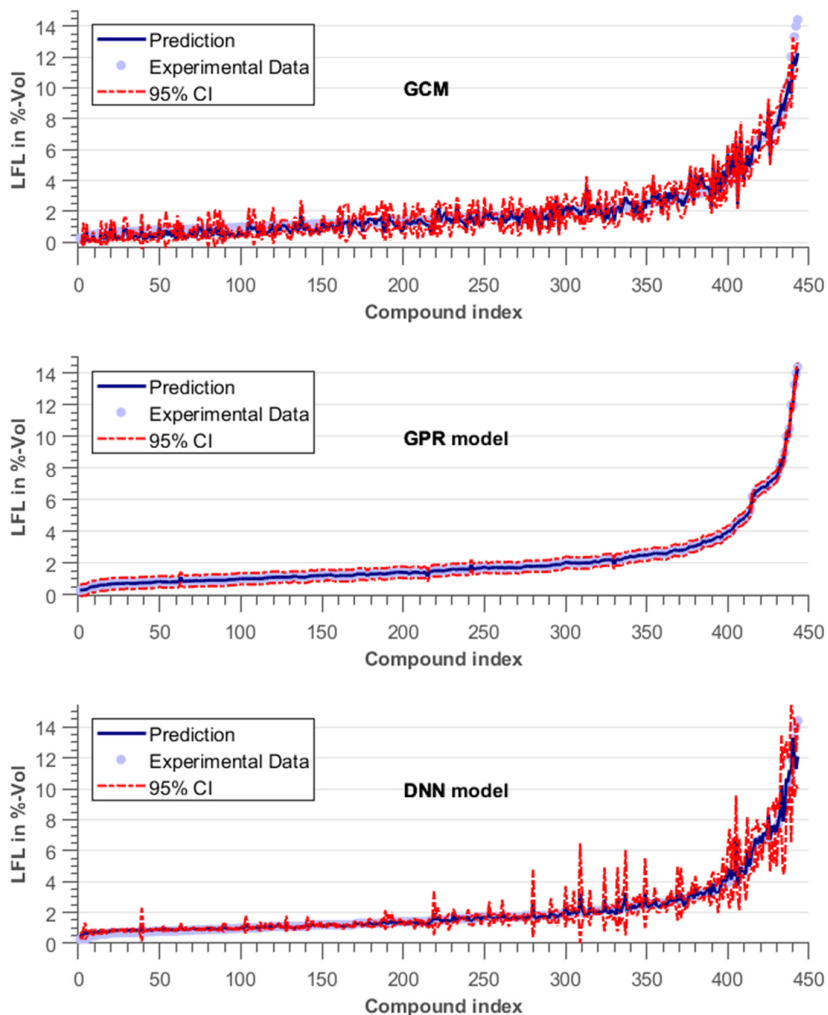 14
12
10
8
6
4
2
0
LFL in %-Vol
Prediction
Experimental Data
95% CI
GCM
0 50 100 150 200 250 300 350 400 450
Compound index
14
12
10
8
6
4
2
0
LFL in %-Vol
Prediction
Experimental Data
95% CI
GPR model
0 50 100 150 200 250 300 350 400 450
Compound index
14
12
10
8
6
4
2
0
LFL in %-Vol
Prediction
Experimental Data
95% CI
DNN model
0 50 100 150 200 250 300 350 400 450
Compound index